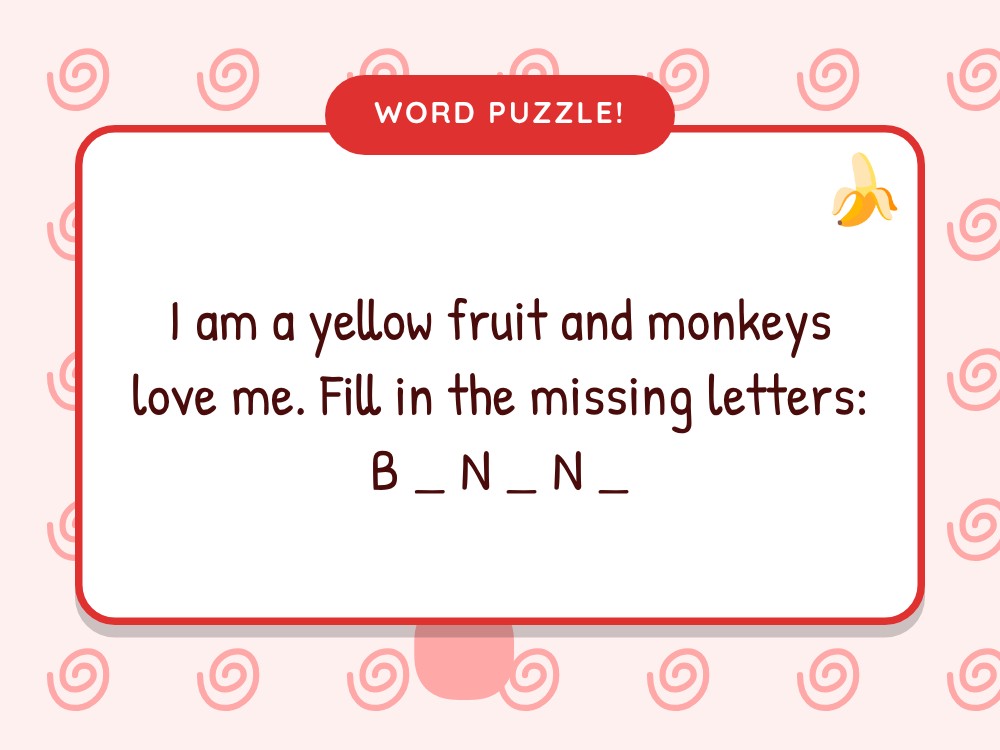 WORD PUZZLE!
I am a yellow fruit and monkeys
love me. Fill in the missing letters:
B _ N _ N _